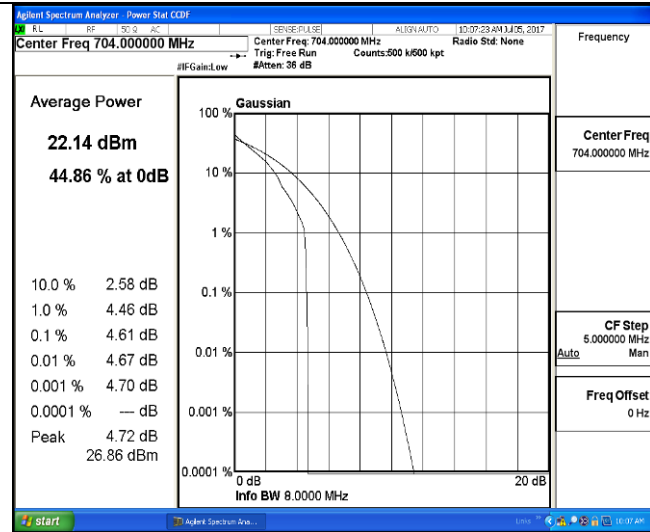 Agilent Spectrum Analyzer - Power Stat CCDF
RL RF 50 Ω AC SENSE:PULSE ALIGN AUTO 10:07:23 AM Jul 05, 2017
Center Freq 704.000000 MHz
Center Freq: 704.000000 MHz Radio Std: None
Trig: Free Run Counts:500 k/500 kpt
#IFGain:Low #Atten: 36 dB
Frequency
Center Freq
704.000000 MHz
CF Step
5.000000 MHz
Auto Man
Freq Offset
0 Hz
Average Power
22.14 dBm
44.86 % at 0dB
10.0 % 2.58 dB
1.0 % 4.46 dB
0.1 % 4.61 dB
0.01 % 4.67 dB
0.001 % 4.70 dB
0.0001 % --- dB
Peak 4.72 dB
26.86 dBm
Gaussian
100 %
10 %
1 %
0.1 %
0.01 %
0.001 %
0.0001 %
0 dB 20 dB
Info BW 8.0000 MHz
start Agilent Spectrum Ana... Links 10:07 AM